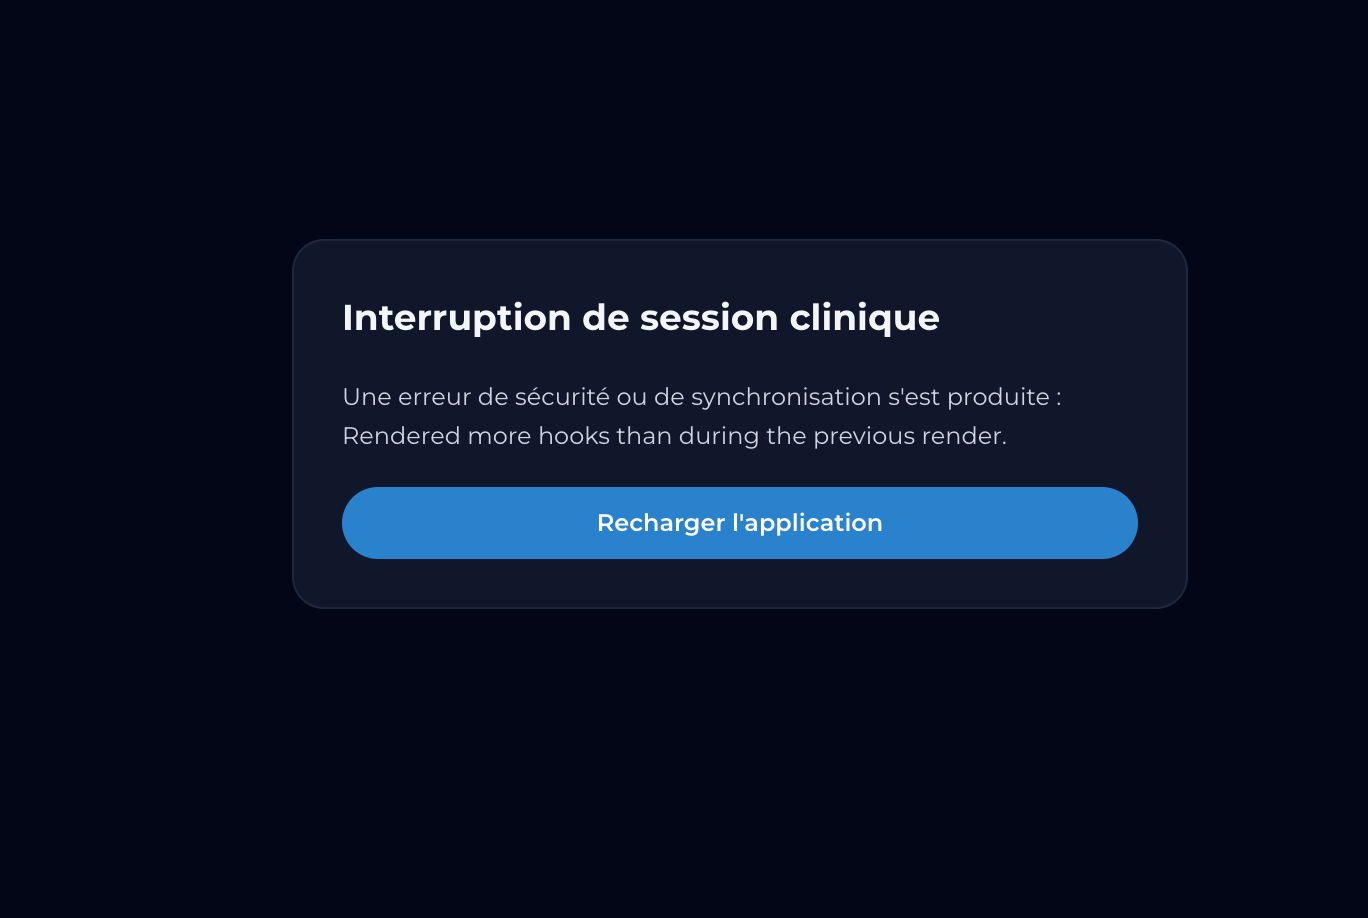 Interruption de session clinique
Une erreur de sécurité ou de synchronisation s'est produite :
Rendered more hooks than during the previous render.
Recharger l'application